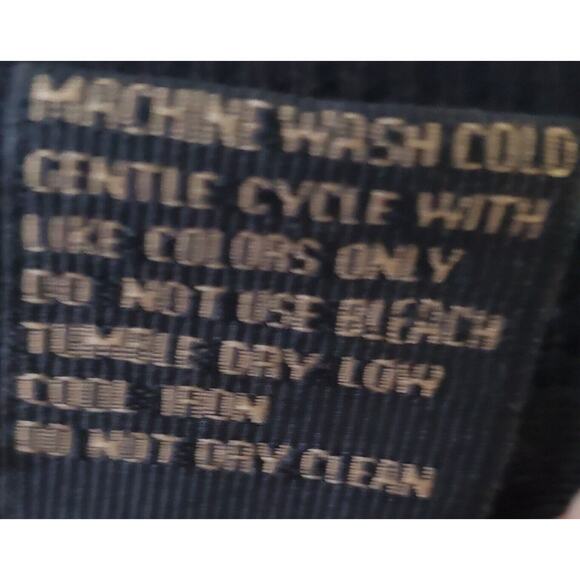 MACHINE WASH COLD
GENTLE CYCLE WITH
LIKE COLORS ONLY
DO NOT USE BLEACH
TUMBLE DRY LOW
COOL IRON
DO NOT DRY CLEAN